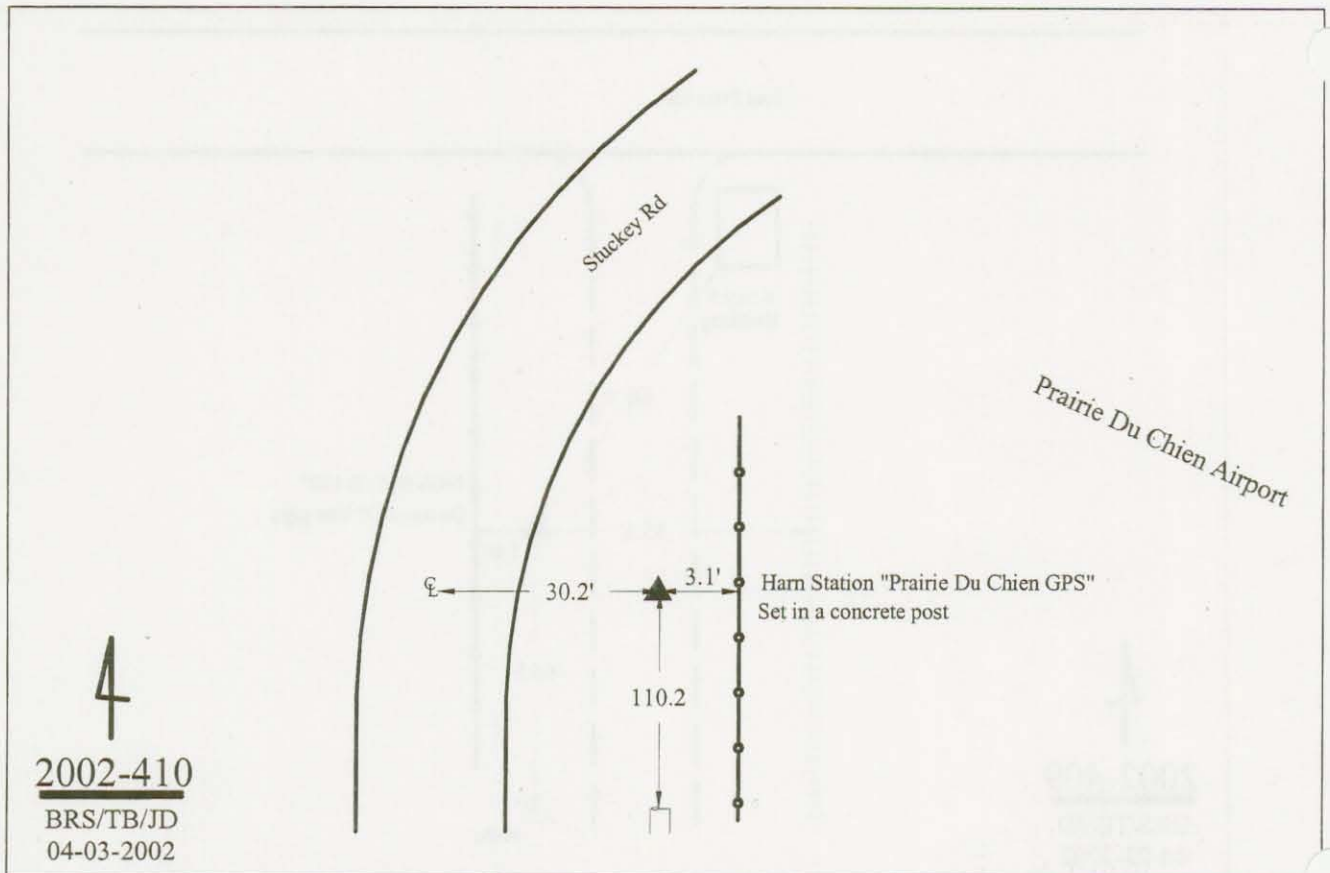 Stuckey Rd
Prairie Du Chien Airport
℄
30.2'
3.1'
Harn Station "Prairie Du Chien GPS"
Set in a concrete post
110.2
2002-410
BRS/TB/JD
04-03-2002